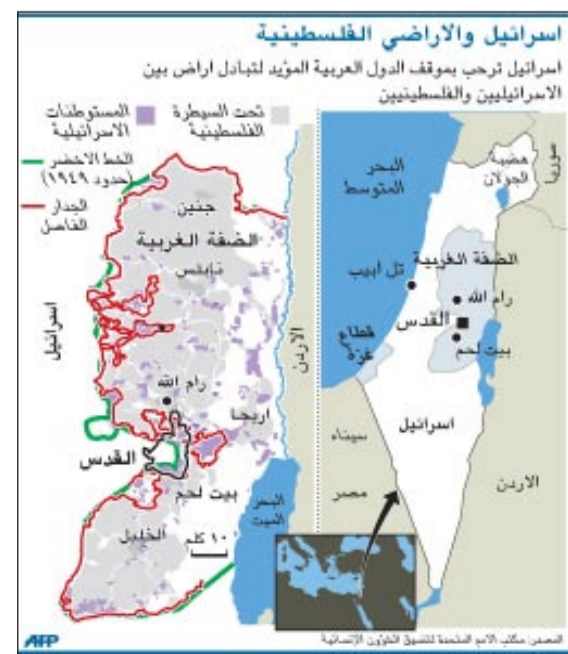 اسرائيل والاراضي الفلسطينية
اسرائيل ترحب بموقف الدول العربية المؤيد لتبادل اراض بين
الاسرائيليين والفلسطينيين
تحت السيطرة
الفلسطينية
المستوطنات
الاسرائيلية
الخط الاخضر
(حدود ١٩٤٩)
الجدار
الفاصل
جنين
الضفة الغربية
نابلس
اسرائيل
رام الله
اريحا
القدس
بيت لحم
الخليل
١٠ كلم
البحر
الميت
الاردن
سوريا
هضبة
الجولان
البحر
المتوسط
الضفة الغربية
تل ابيب
رام الله
القدس
بيت لحم
قطاع
غزة
اسرائيل
سيناء
مصر
الاردن
المصدر: مكتب الامم المتحدة لتنسيق الشؤون الإنسانية
AFP